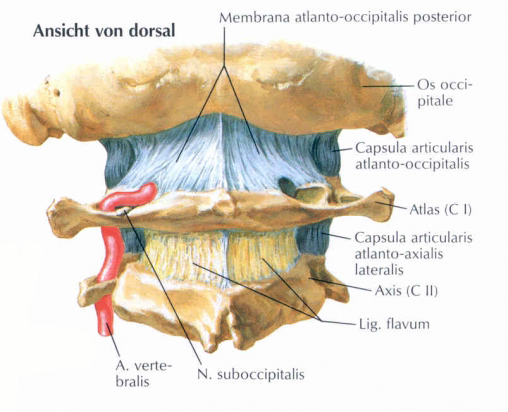 Membrana atlanto-occipitalis posterior
Ansicht von dorsal
Os occi-
pitale
Capsula articularis
atlanto-occipitalis
Atlas (C I)
Capsula articularis
atlanto-axialis
lateralis
Axis (C II)
Lig. flavum
A. verte-
bralis
N. suboccipitalis